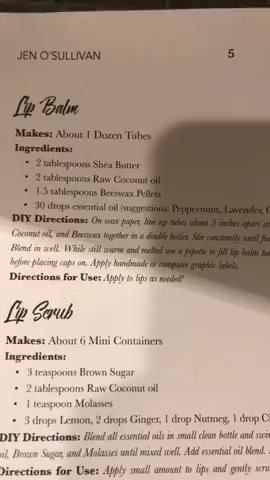 JEN O'SULLIVAN
5
Lip Balm
Makes: About 1 Dozen Tubes
Ingredients:
• 2 tablespoons Shea Butter
• 2 tablespoons Raw Coconut oil
• 1.5 tablespoons Beeswax Pellets
• 30 drops essential oil (suggestions: Peppermint, Lavender,
DIY Directions: On wax paper, line up tubes about 3 inches apart
Coconut oil, and Beeswax together in a double boiler. Stir constantly until
Blend in well. While still warm and melted use a pipette to fill lip balm
before placing caps on. Apply handmade or computer graphic labels.
Directions for Use: Apply to lips as needed!
Lip Scrub
Makes: About 6 Mini Containers
Ingredients:
• 3 teaspoons Brown Sugar
• 2 tablespoons Raw Coconut oil
• 1 teaspoon Molasses
• 3 drops Lemon, 2 drops Ginger, 1 drop Nutmeg, 1 drop
DIY Directions: Blend all essential oils in small clean bottle and
oil, Brown Sugar, and Molasses until mixed well. Add essential oil blend.
Directions for Use: Apply small amount to lips and gently